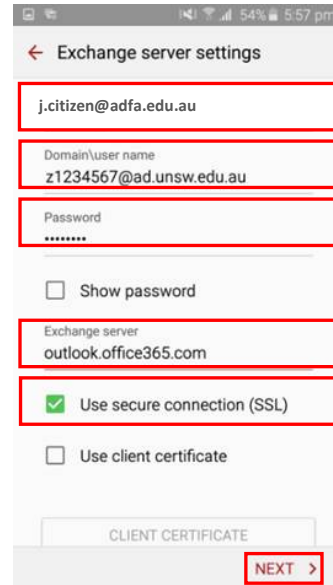 54% 5:57 pm
Exchange server settings
j.citizen@adfa.edu.au
Domain\user name
z1234567@ad.unsw.edu.au
Password
••••••••
Show password
Exchange server
outlook.office365.com
Use secure connection (SSL)
Use client certificate
CLIENT CERTIFICATE
NEXT >